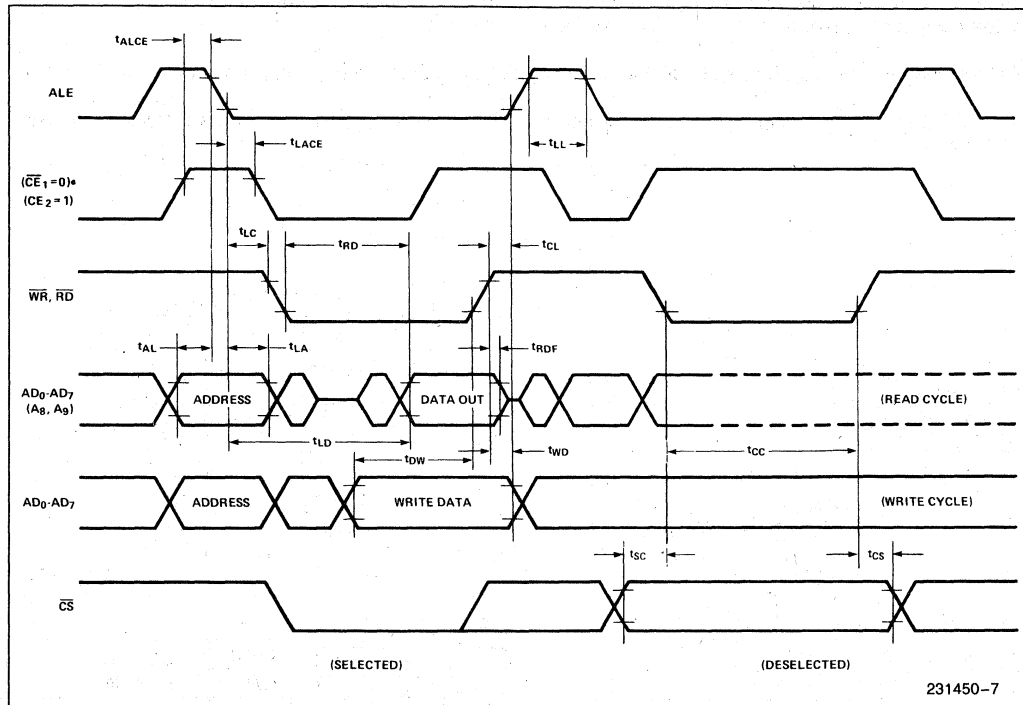 tALCE
ALE
tLL
tLACE
(CE1=0)*
(CE2=1)
tLC
tRD
tCL
WR, RD
tAL
tLA
tRDF
AD0-AD7
(A8, A9)
ADDRESS
DATA OUT
(READ CYCLE)
tLD
tDW
tWD
tCC
AD0-AD7
ADDRESS
WRITE DATA
(WRITE CYCLE)
tSC
tCS
CS
(SELECTED)
(DESELECTED)
231450-7